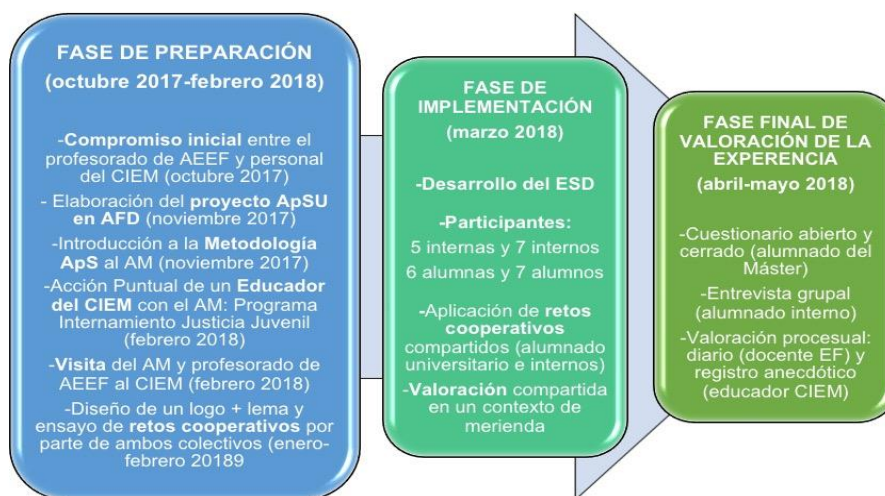 FASE DE PREPARACIÓN
(octubre 2017-febrero 2018)
-Compromiso inicial entre el
profesorado de AEEF y personal
del CIEM (octubre 2017)
- Elaboración del proyecto ApSU
en AFD (noviembre 2017)
-Introducción a la Metodología
ApS al AM (noviembre 2017)
-Acción Puntual de un Educador
del CIEM con el AM: Programa
Internamiento Justicia Juvenil
(febrero 2018)
-Visita del AM y profesorado de
AEEF al CIEM (febrero 2018)
-Diseño de un logo + lema y
ensayo de retos cooperativos por
parte de ambos colectivos (enero-
febrero 20189
FASE DE
IMPLEMENTACIÓN
(marzo 2018)
-Desarrollo del ESD
-Participantes:
5 internas y 7 internos
6 alumnas y 7 alumnos
-Aplicación de retos
cooperativos
compartidos (alumnado
universitario e internos)
-Valoración compartida
en un contexto de
merienda
FASE FINAL DE
VALORACIÓN DE LA
EXPERENCIA
(abril-mayo 2018)
-Cuestionario abierto y
cerrado (alumnado del
Máster)
-Entrevista grupal
(alumnado interno)
-Valoración procesual:
diario (docente EF) y
registro anecdótico
(educador CIEM)